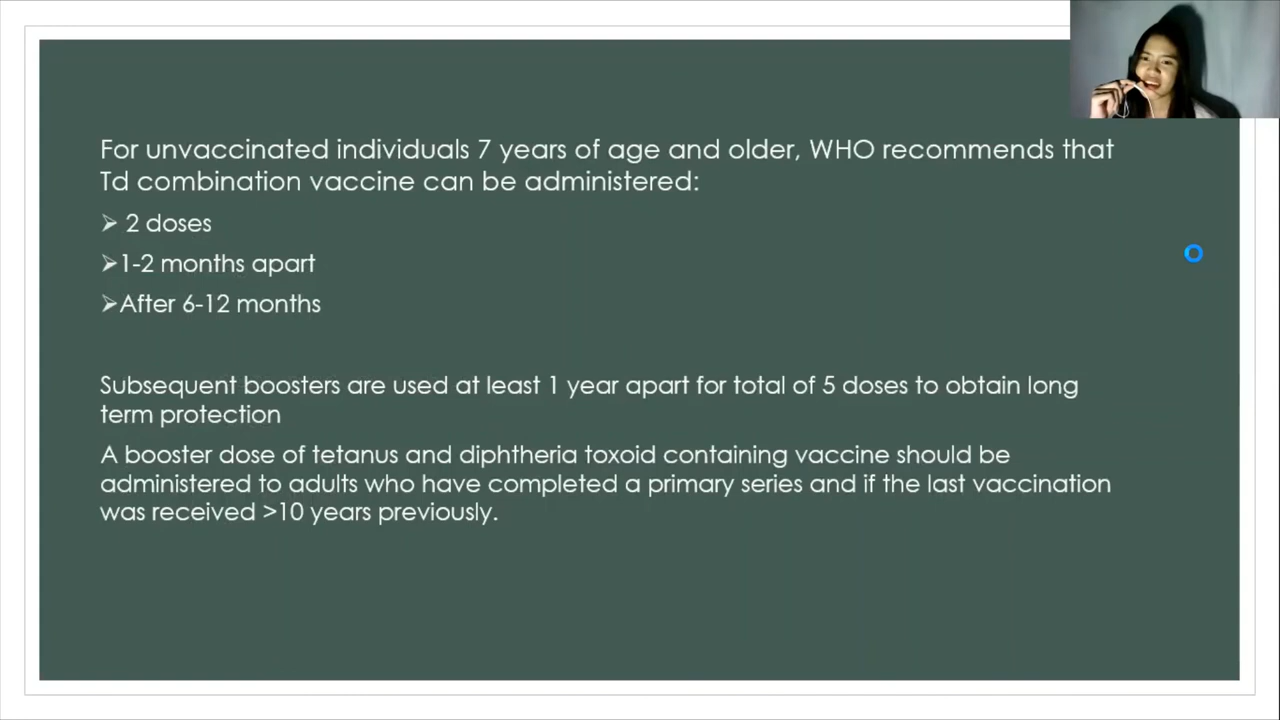 For unvaccinated individuals 7 years of age and older, WHO recommends that
Td combination vaccine can be administered:
➢ 2 doses
➢1-2 months apart
➢After 6-12 months
Subsequent boosters are used at least 1 year apart for total of 5 doses to obtain long
term protection
A booster dose of tetanus and diphtheria toxoid containing vaccine should be
administered to adults who have completed a primary series and if the last vaccination
was received >10 years previously.